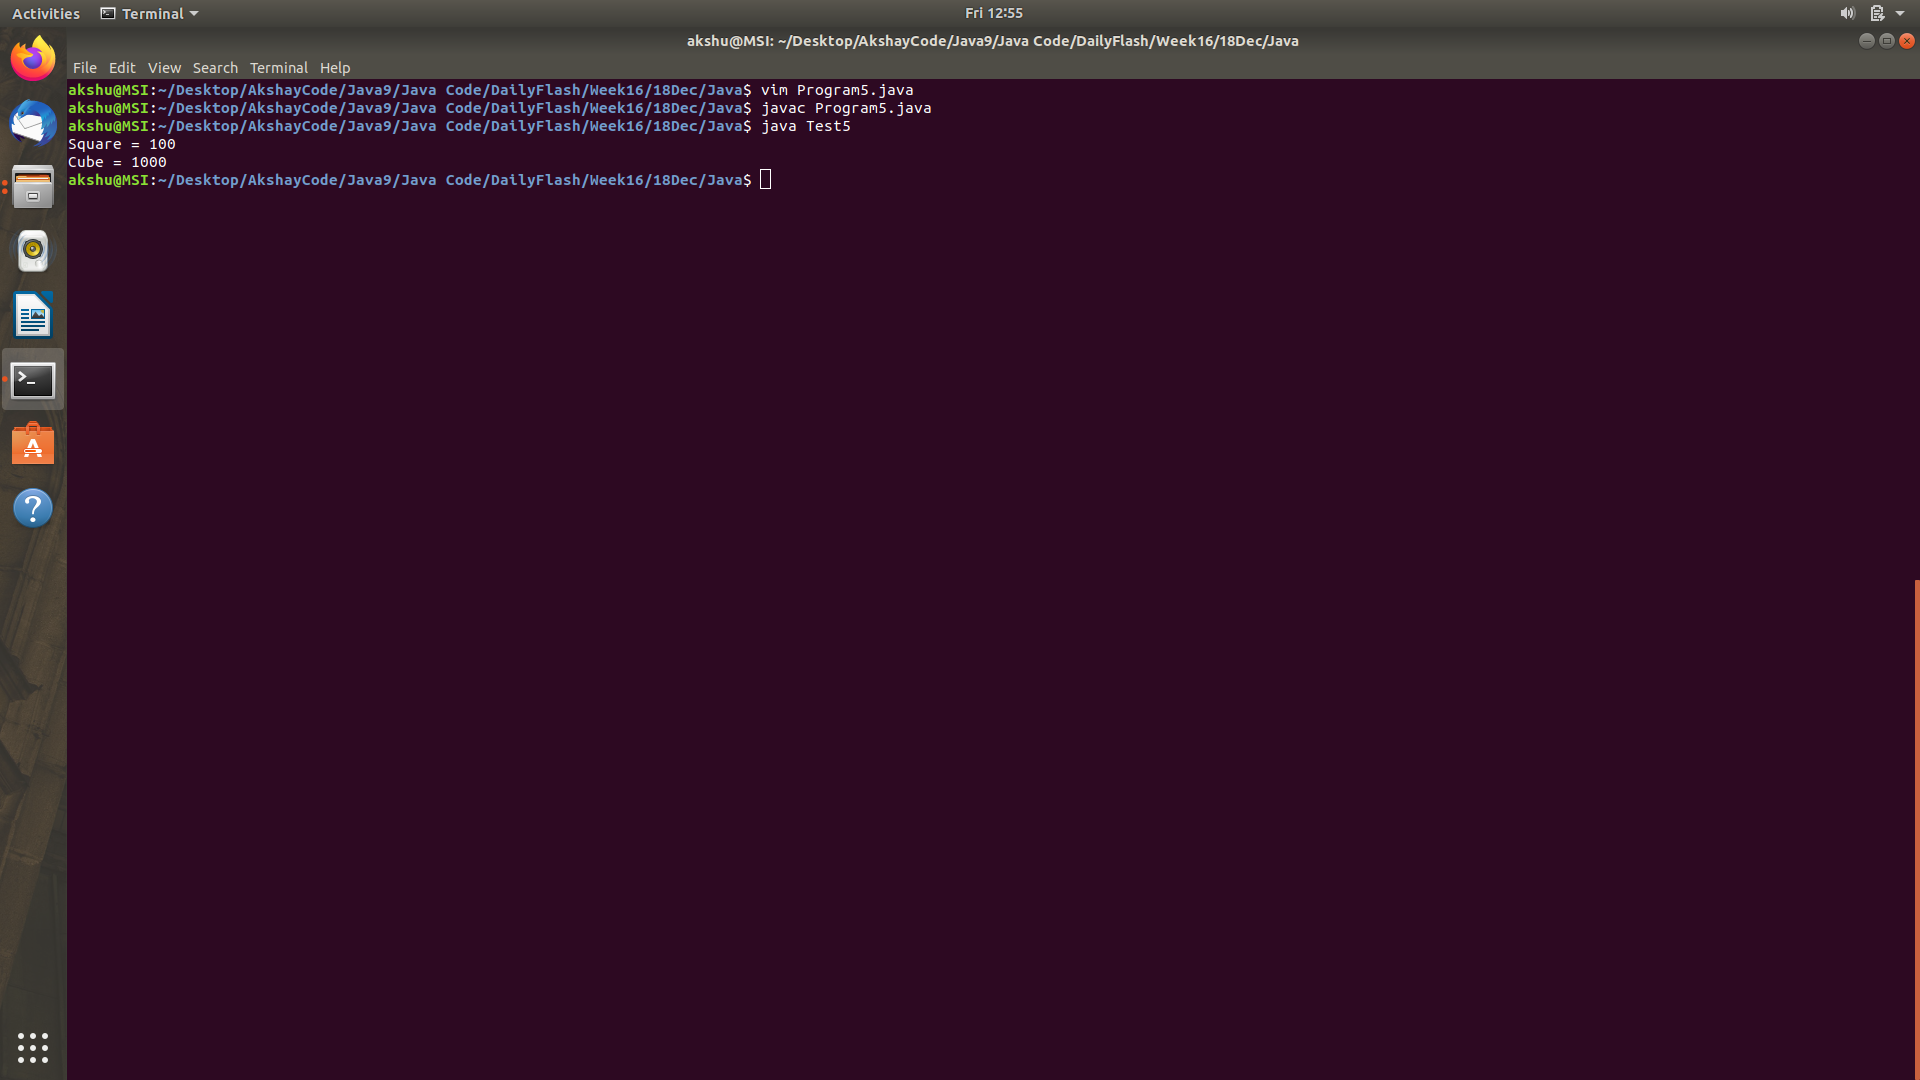 Activities Terminal Fri 12:55
akshu@MSI: ~/Desktop/AkshayCode/Java9/Java Code/DailyFlash/Week16/18Dec/Java
File Edit View Search Terminal Help
akshu@MSI:~/Desktop/AkshayCode/Java9/Java Code/DailyFlash/Week16/18Dec/Java$ vim Program5.java
akshu@MSI:~/Desktop/AkshayCode/Java9/Java Code/DailyFlash/Week16/18Dec/Java$ javac Program5.java
akshu@MSI:~/Desktop/AkshayCode/Java9/Java Code/DailyFlash/Week16/18Dec/Java$ java Test5
Square = 100
Cube = 1000
akshu@MSI:~/Desktop/AkshayCode/Java9/Java Code/DailyFlash/Week16/18Dec/Java$